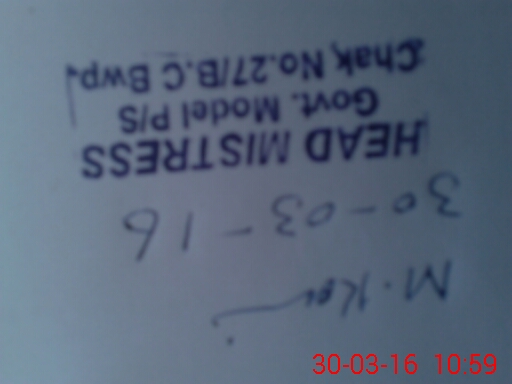 M.
30-03-16
HEAD MISTRESS
Govt. Model P/S
Chak No.27/B.C Bwp.
30-03-16 10:59